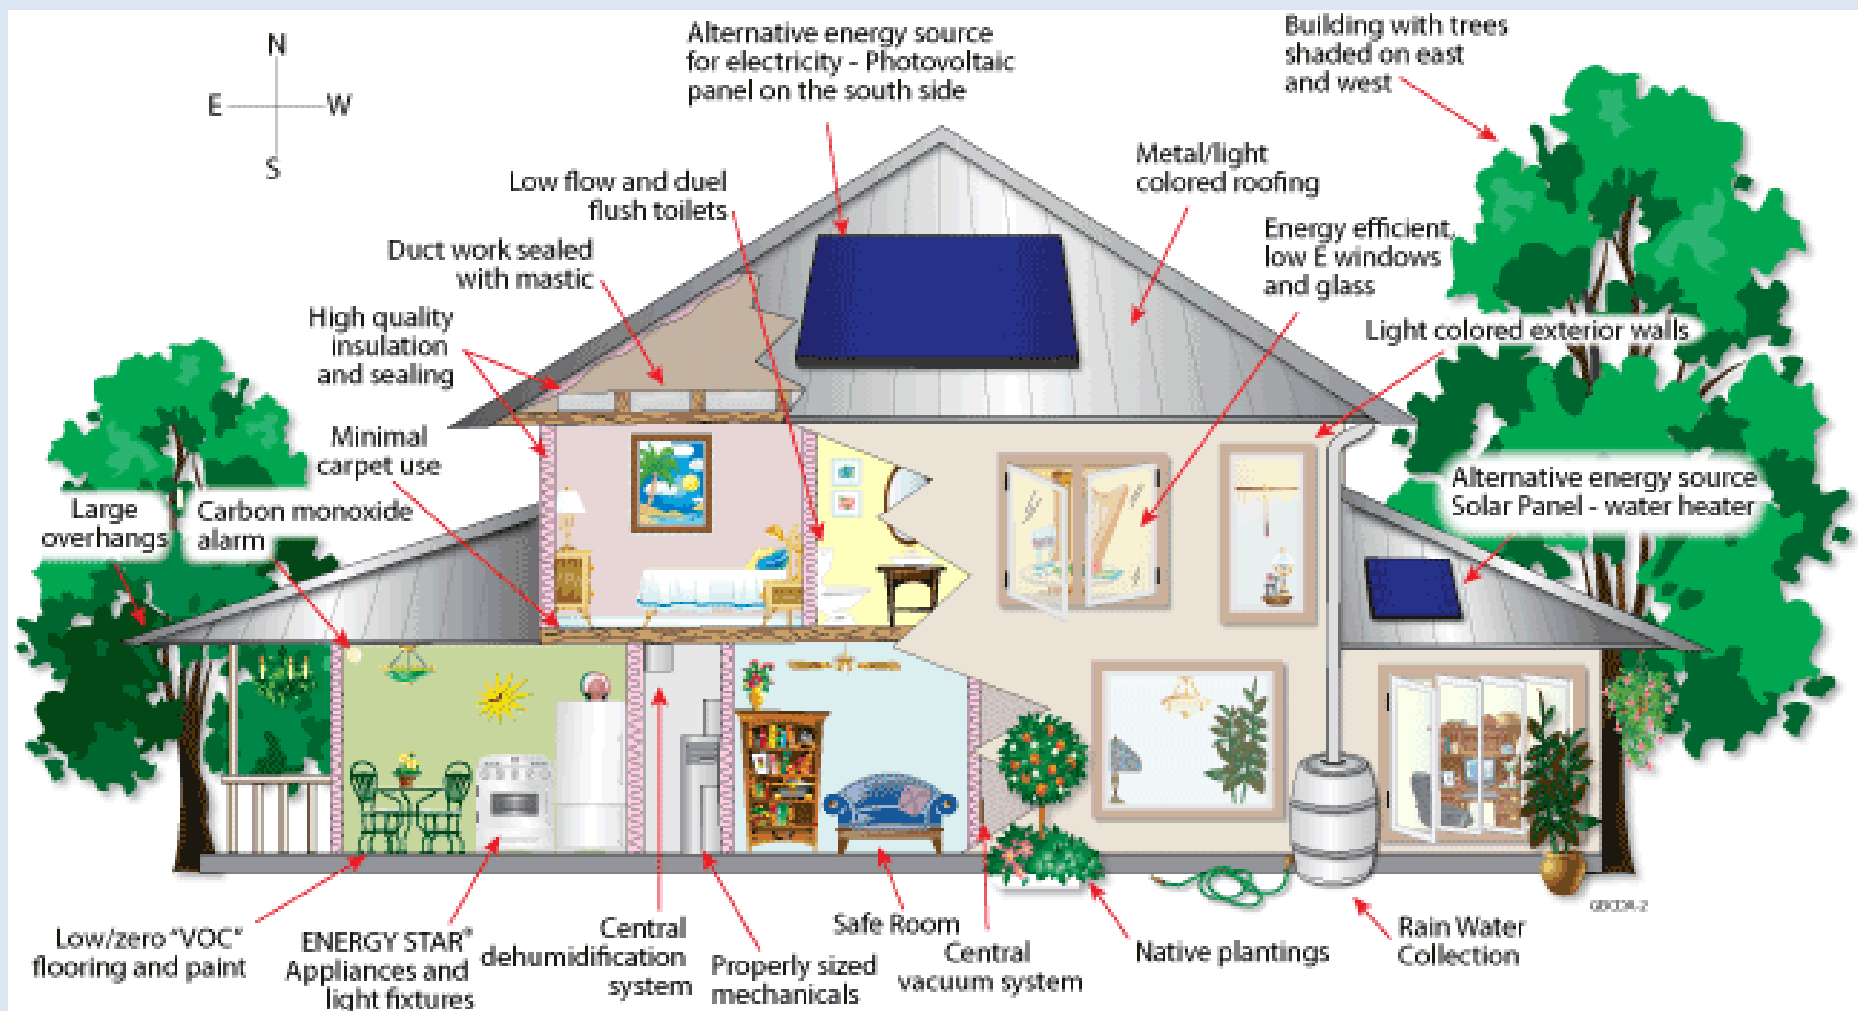 N
E
W
S
Alternative energy source
for electricity - Photovoltaic
panel on the south side
Building with trees
shaded on east
and west
Low flow and duel
flush toilets
Metal/light
colored roofing
Duct work sealed
with mastic
Energy efficient,
low E windows
and glass
High quality
insulation
and sealing
Light colored exterior walls
Minimal
carpet use
Alternative energy source
Solar Panel - water heater
Large
overhangs
Carbon monoxide
alarm
Low/zero "VOC"
flooring and paint
ENERGY STAR®
Appliances and
light fixtures
Central
dehumidification
system
Properly sized
mechanicals
Safe Room
Central
vacuum system
Native plantings
Rain Water
Collection